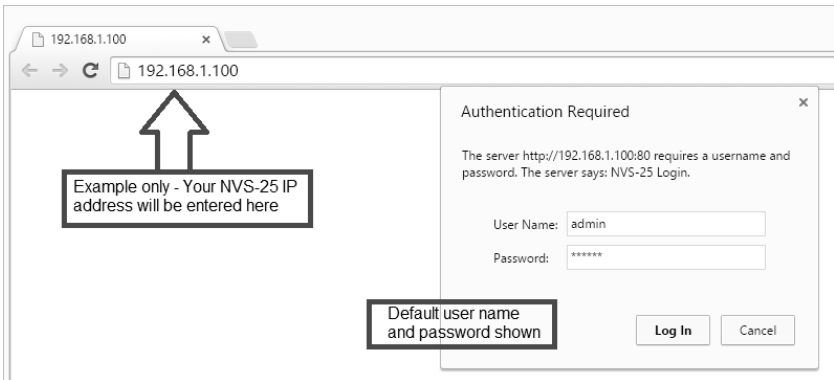 192.168.1.100
192.168.1.100
Example only - Your NVS-25 IP
address will be entered here
Authentication Required
The server http://192.168.1.100:80 requires a username and
password. The server says: NVS-25 Login.
User Name: admin
Password: ******
Default user name
and password shown
Log In Cancel